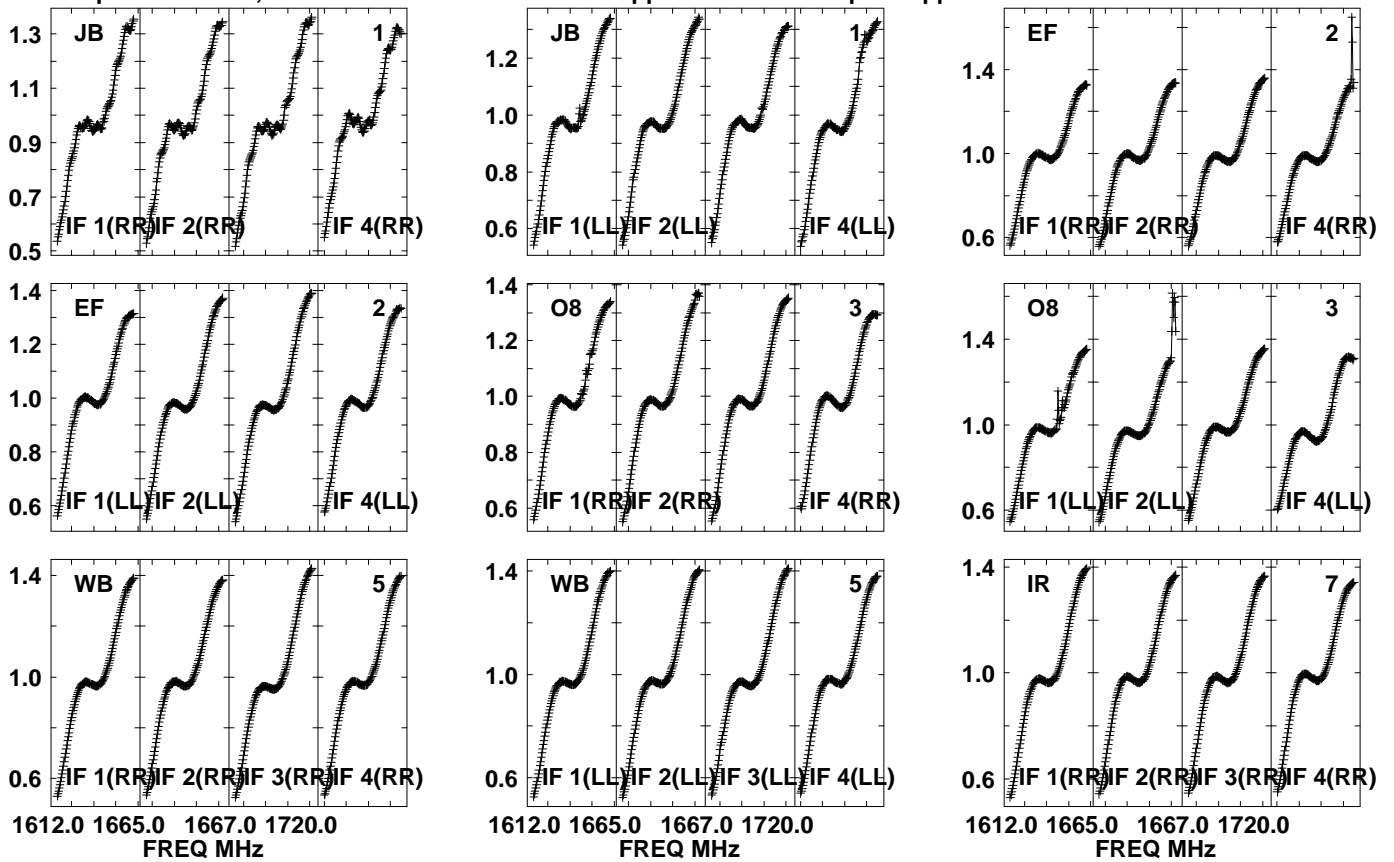 JB 1
1.3
1.2
1.1
1.0
0.9
0.8
0.7
0.6
0.5
IF 1(RR) IF 2(RR) IF 4(RR)
JB 1
1.2
1.0
0.8
0.6
IF 1(LL) IF 2(LL) IF 4(LL)
EF 2
1.4
1.0
0.6
IF 1(RR) IF 2(RR) IF 4(RR)
EF 2
1.4
1.2
1.0
0.8
0.6
IF 1(LL) IF 2(LL) IF 4(LL)
O8 3
1.4
1.2
1.0
0.8
0.6
IF 1(RR) IF 2(RR) IF 4(RR)
O8 3
1.4
1.0
0.6
IF 1(LL) IF 2(LL) IF 4(LL)
WB 5
1.4
1.0
0.6
IF 1(RR) IF 2(RR) IF 3(RR) IF 4(RR)
1612.0 1665.0 1667.0 1720.0
FREQ MHz
WB 5
1.4
1.0
0.6
IF 1(LL) IF 2(LL) IF 3(LL) IF 4(LL)
1612.0 1665.0 1667.0 1720.0
FREQ MHz
IR 7
1.4
1.0
0.6
IF 1(RR) IF 2(RR) IF 3(RR) IF 4(RR)
1612.0 1665.0 1667.0 1720.0
FREQ MHz